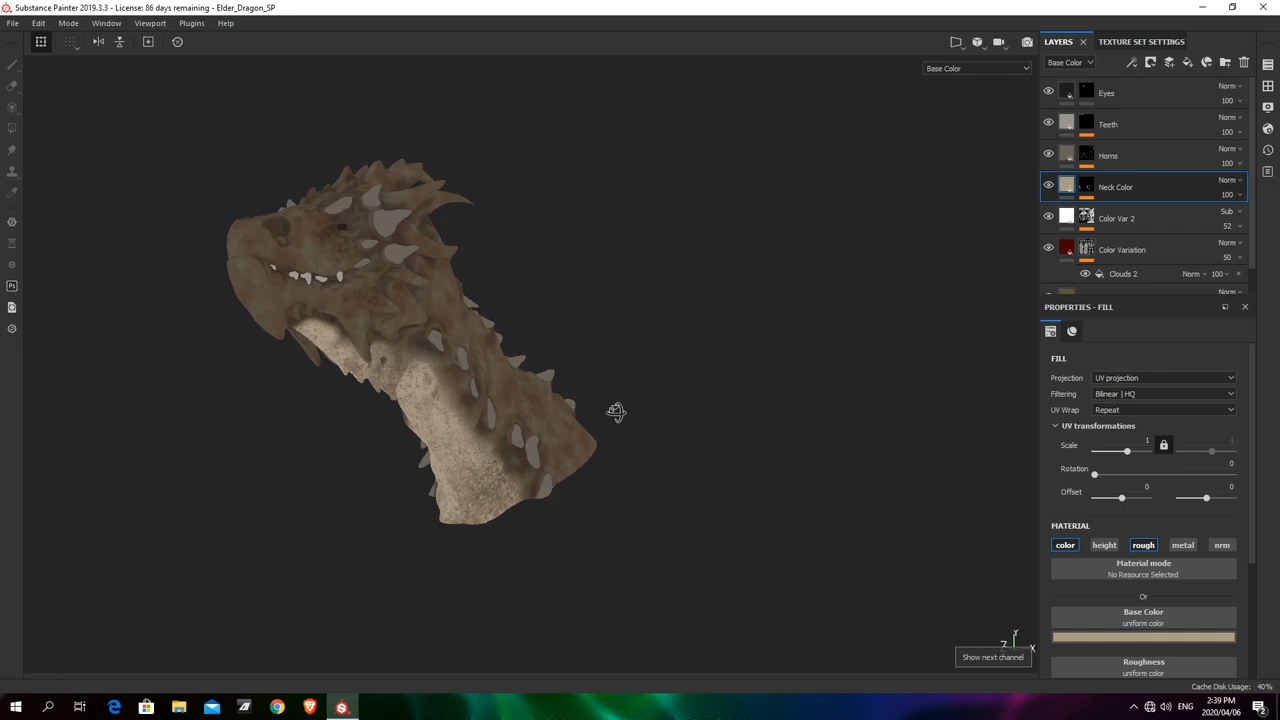 Substance Painter 2019.3.3 - License: 86 days remaining - Elder_Dragon_SP
File Edit Mode Window Viewport Plugins Help
LAYERS TEXTURE SET SETTINGS
Base Color
Base Color
Eyes Norm
100
Teeth Norm
100
Horns Norm
100
Neck Color Norm
100
Color Var 2 Sub
52
Color Variation Norm
50
Clouds 2 Norm 100
Norm
PROPERTIES - FILL
FILL
Projection UV projection
Filtering Bilinear | HQ
UV Wrap Repeat
UV transformations
Scale 1 1
Rotation 0
Offset 0 0
MATERIAL
color height rough metal nrm
Material mode
No Resource Selected
Or
Base Color
uniform color
Roughness
uniform color
Y
Z X
Show next channel
Cache Disk Usage: 40%
Ps
ENG 2:39 PM
2020/04/06
2